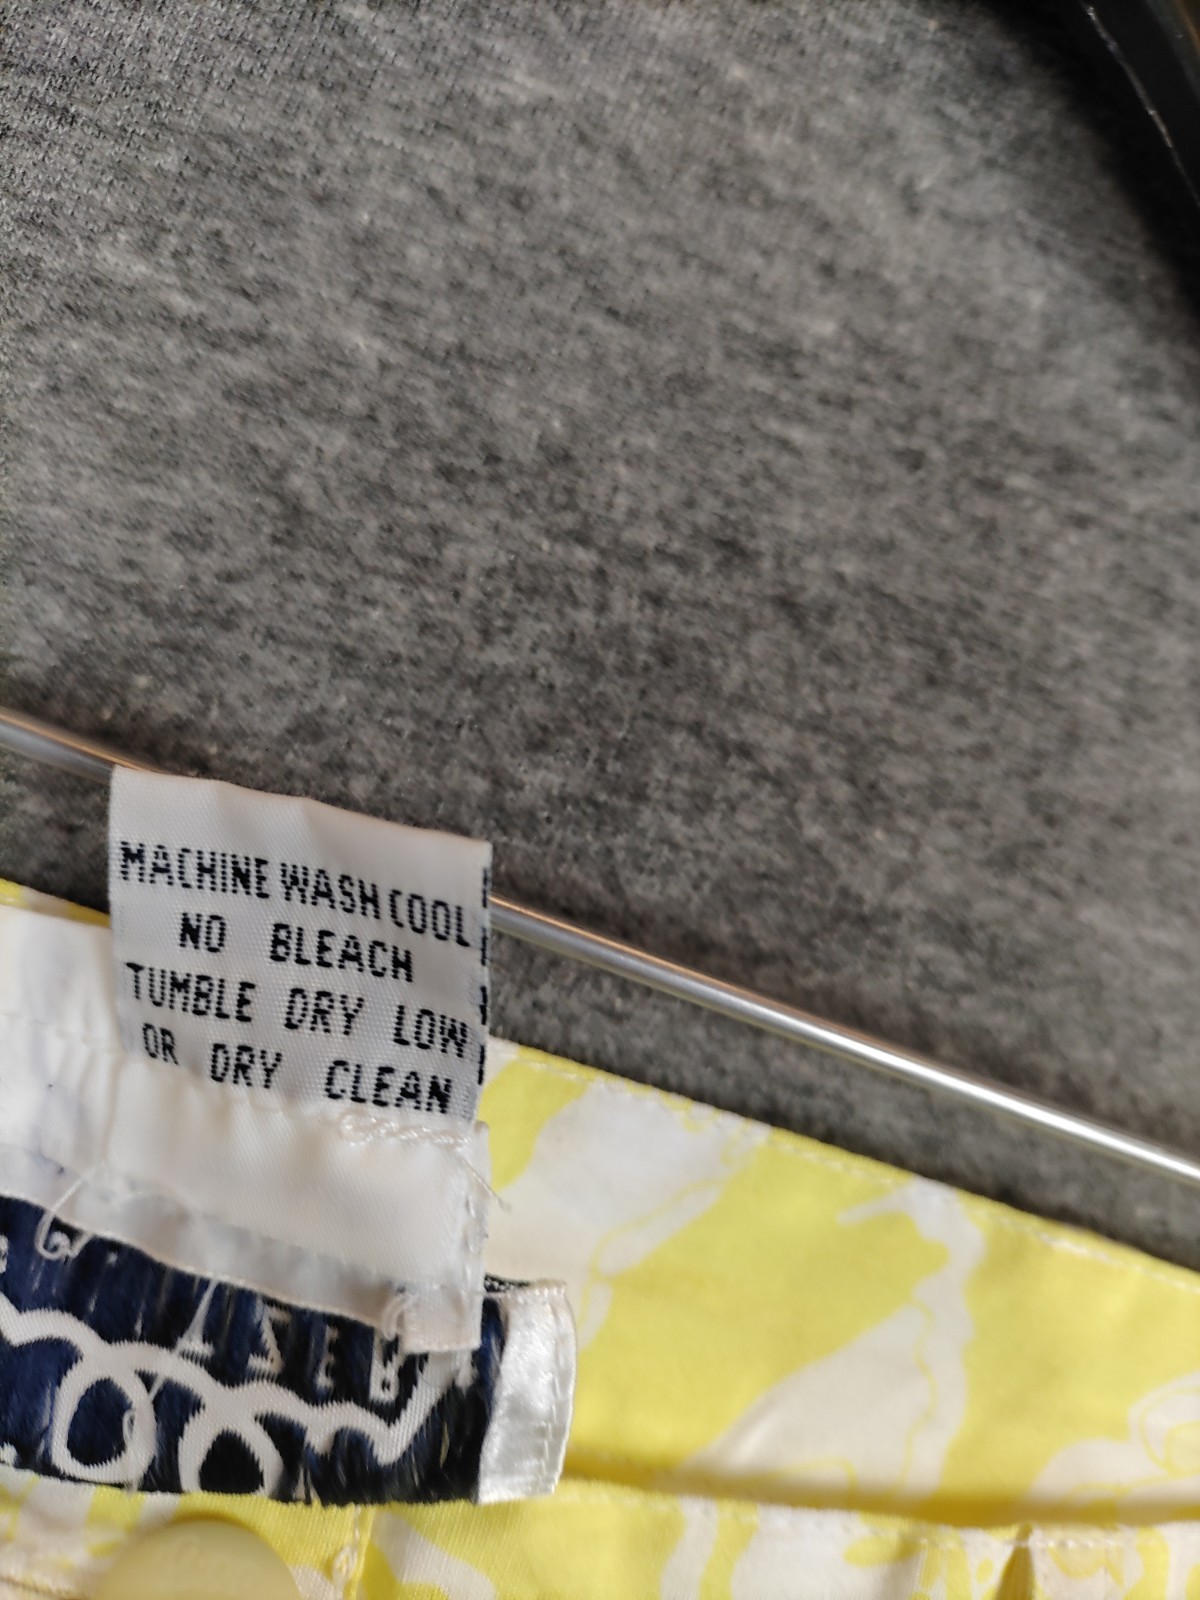 MACHINE WASH COOL
NO BLEACH
TUMBLE DRY LOW
OR DRY CLEAN